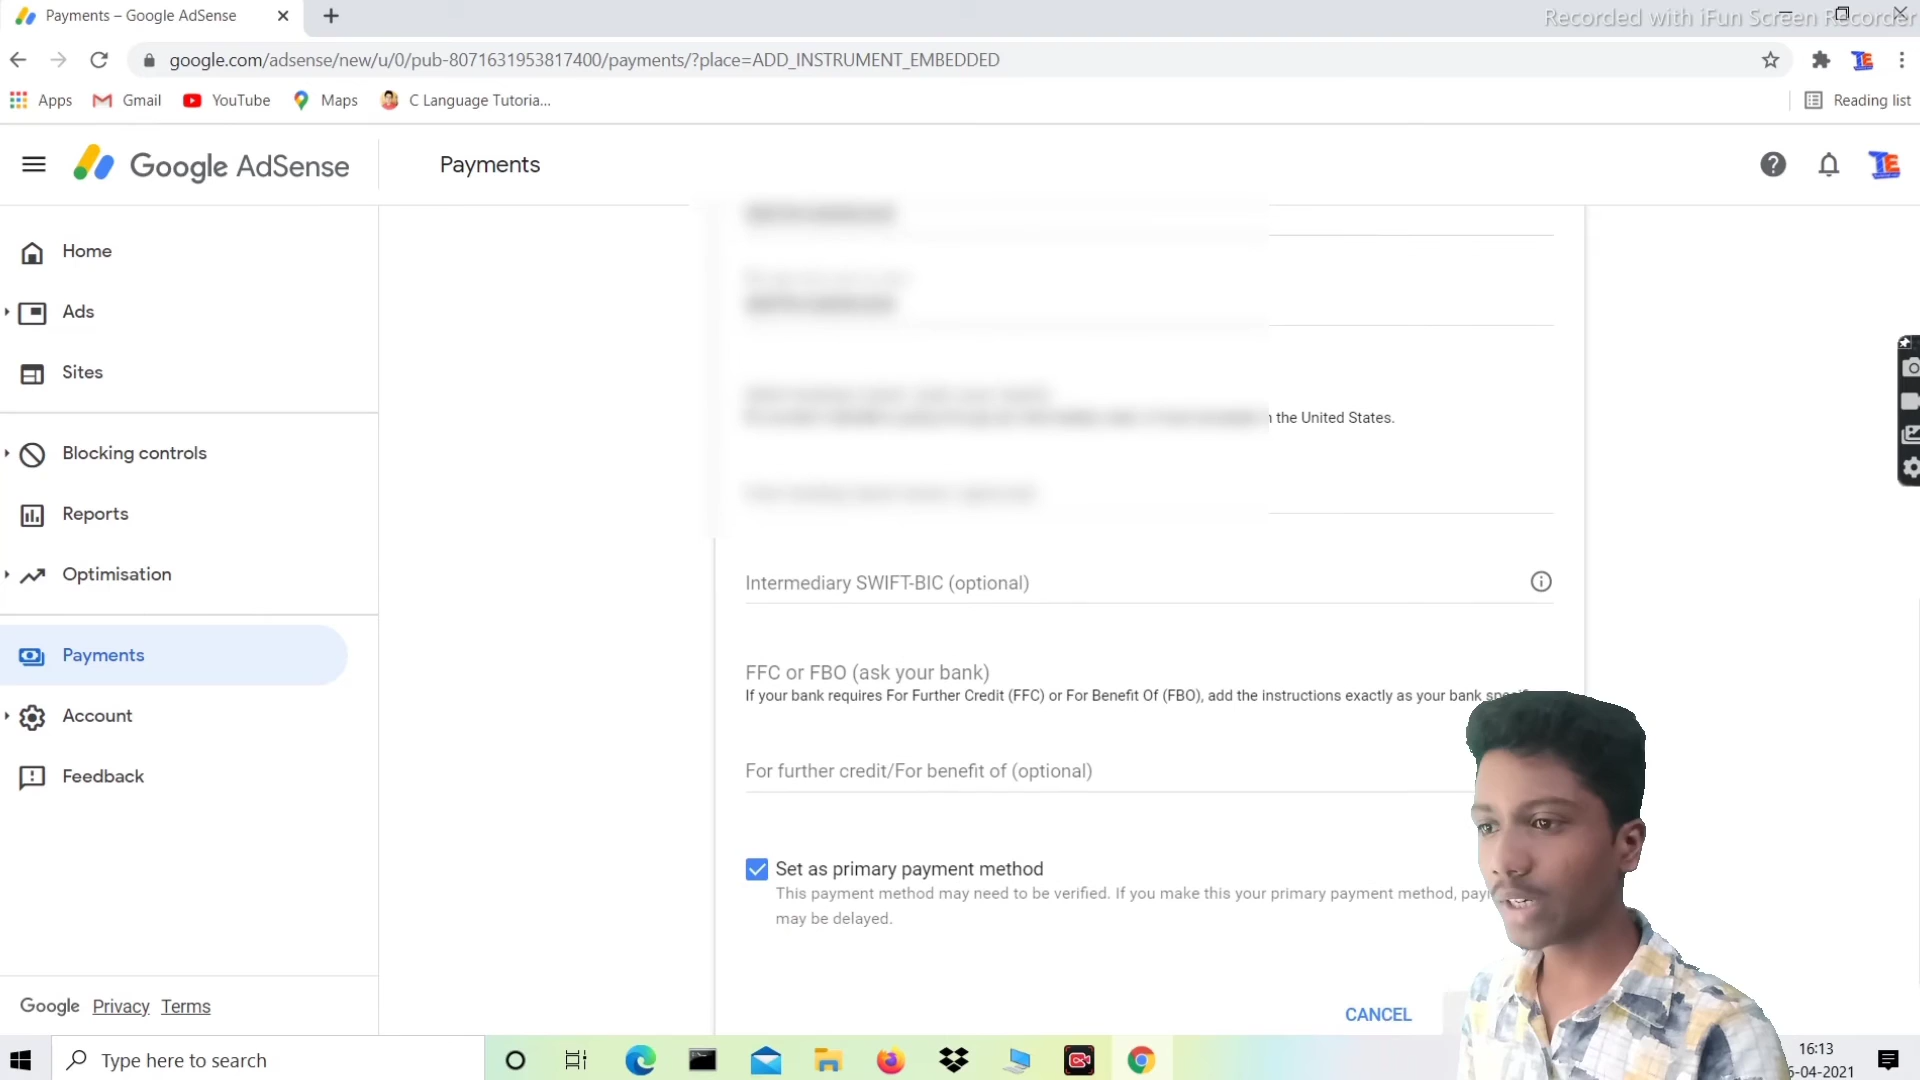 Payments – Google AdSense
Recorded with iFun Screen Recorder
google.com/adsense/new/u/0/pub-8071631953817400/payments/?place=ADD_INSTRUMENT_EMBEDDED
Apps
Gmail
YouTube
Maps
C Language Tutoria...
Reading list
Google AdSense
Payments
Home
Ads
Sites
Blocking controls
Reports
Optimisation
Payments
Account
Feedback
Google Privacy Terms
the United States.
Intermediary SWIFT-BIC (optional)
FFC or FBO (ask your bank)
If your bank requires For Further Credit (FFC) or For Benefit Of (FBO), add the instructions exactly as your bank
For further credit/For benefit of (optional)
Set as primary payment method
This payment method may need to be verified. If you make this your primary payment method,
may be delayed.
CANCEL
Type here to search
16:13
-04-2021